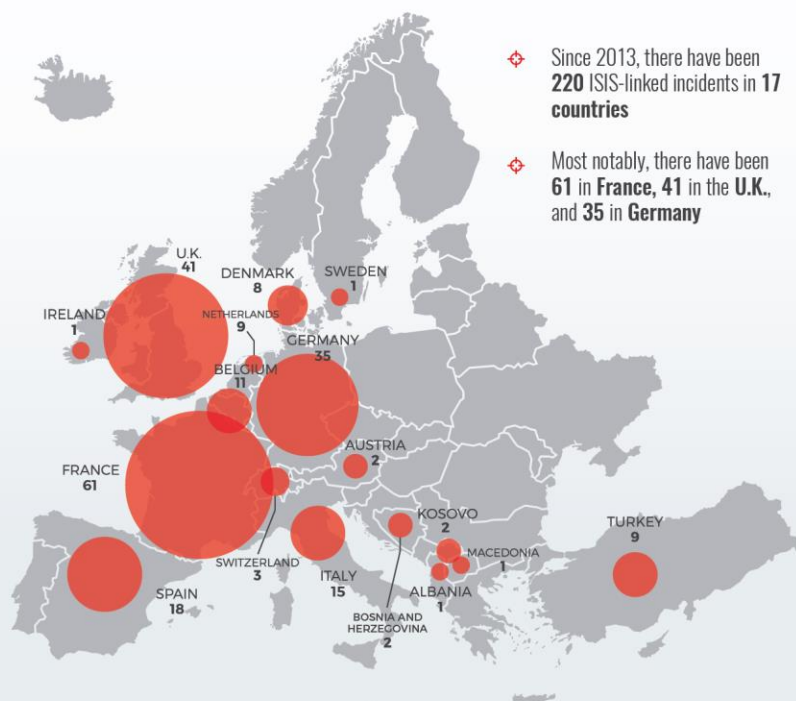 Since 2013, there have been
220 ISIS-linked incidents in 17
countries
Most notably, there have been
61 in France, 41 in the U.K.,
and 35 in Germany
U.K.
41
DENMARK
8
SWEDEN
1
IRELAND
1
NETHERLANDS
9
GERMANY
35
BELGIUM
11
AUSTRIA
2
FRANCE
61
KOSOVO
2
TURKEY
9
MACEDONIA
1
SWITZERLAND
3
ITALY
15
ALBANIA
1
SPAIN
18
BOSNIA AND
HERZEGOVINA
2